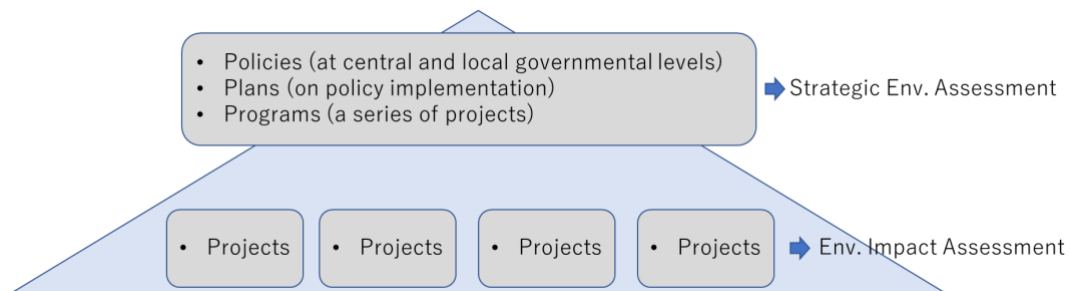 • Policies (at central and local governmental levels)
• Plans (on policy implementation)
• Programs (a series of projects)
Strategic Env. Assessment
• Projects
• Projects
• Projects
• Projects
Env. Impact Assessment